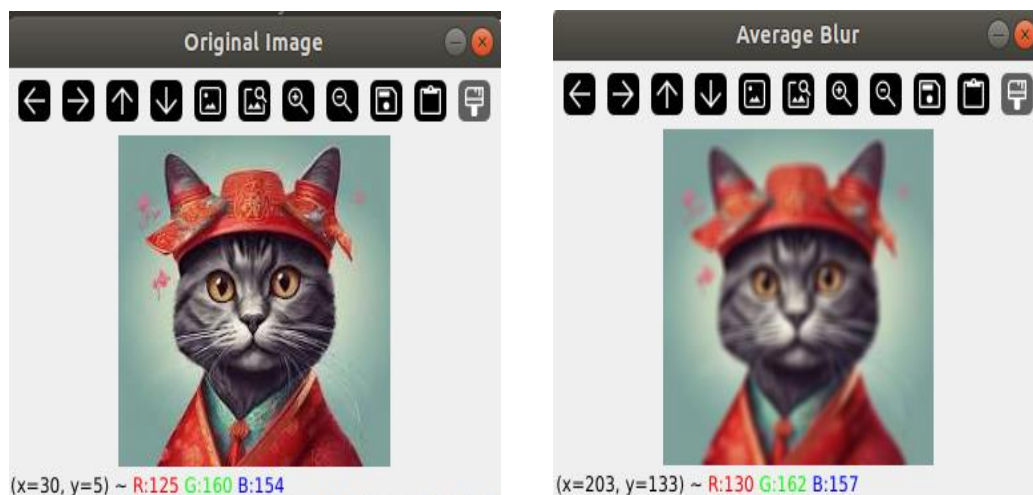 Original Image
(x=30, y=5) ~ R:125 G:160 B:154
Average Blur
(x=203, y=133) ~ R:130 G:162 B:157